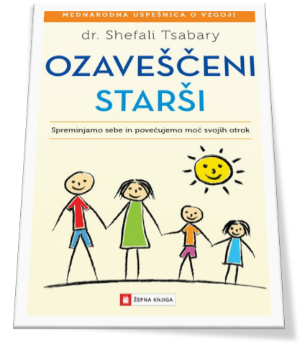 MEDNARODNA USPEŠNICA O VZGOJI
dr. Shefali Tsabary
OZAVEŠČENI
STARŠI
Spreminjamo sebe in povečujemo moč svojih otrok
ŽEPNA KNJIGA